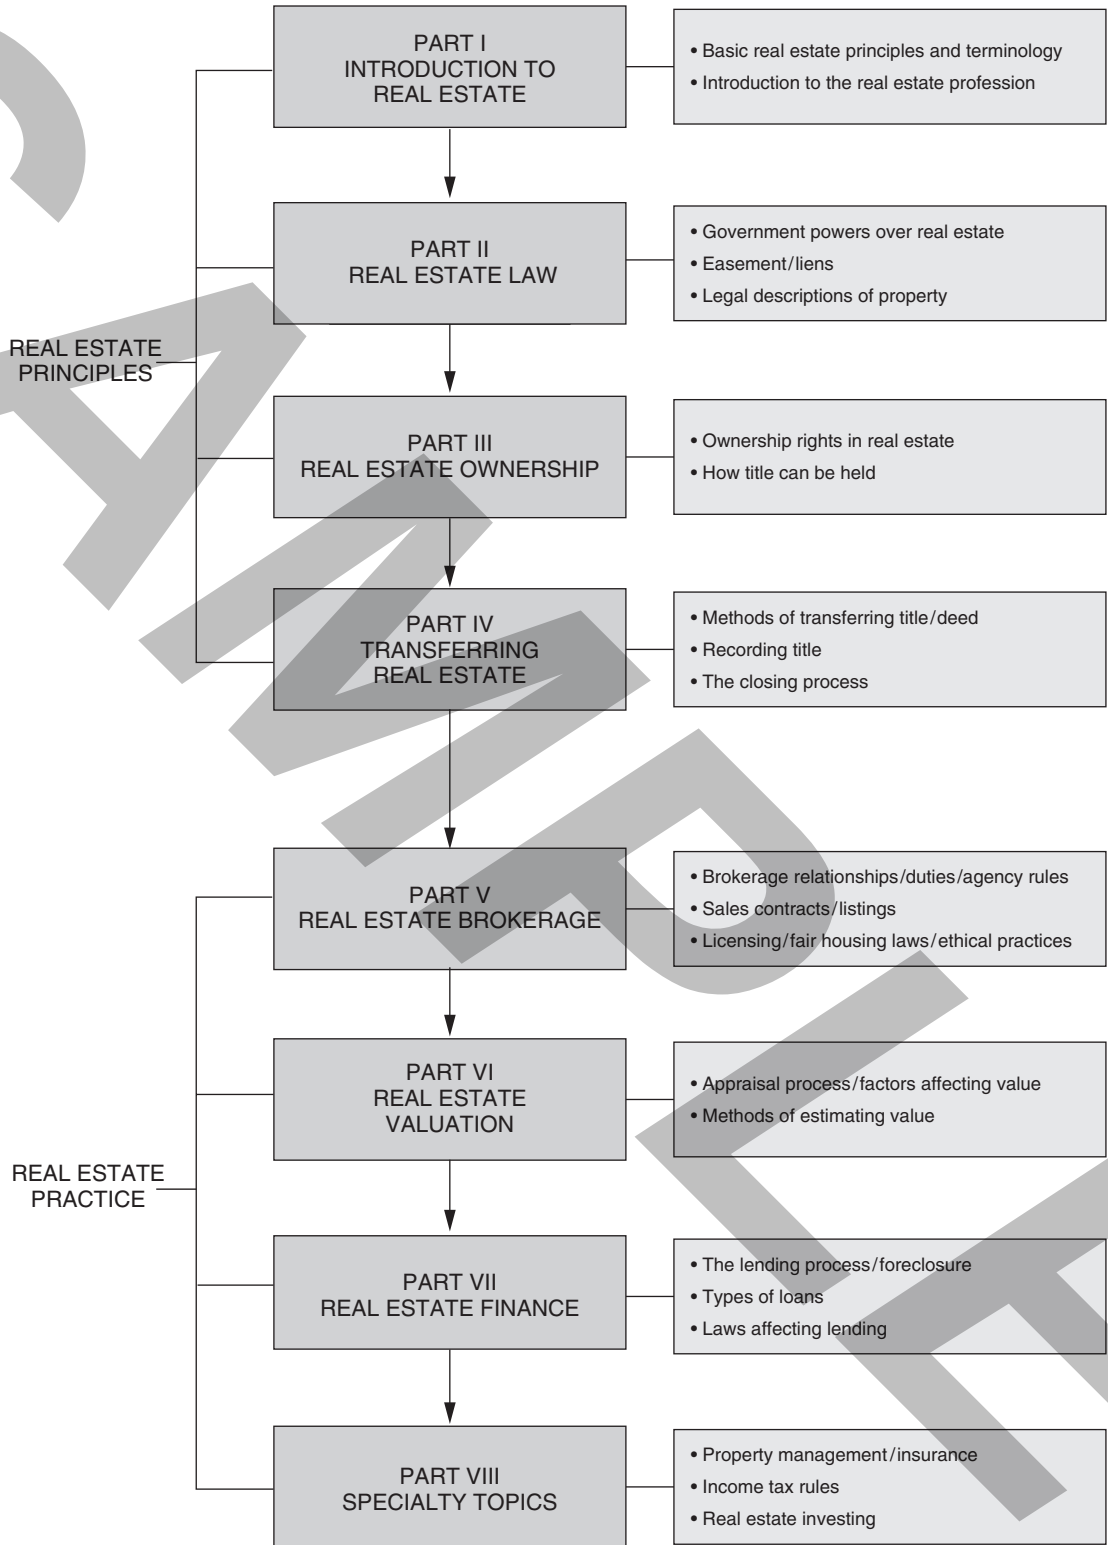 PART I
INTRODUCTION TO
REAL ESTATE
• Basic real estate principles and terminology
• Introduction to the real estate profession
PART II
REAL ESTATE LAW
• Government powers over real estate
• Easement/liens
• Legal descriptions of property
REAL ESTATE
PRINCIPLES
PART III
REAL ESTATE OWNERSHIP
• Ownership rights in real estate
• How title can be held
PART IV
TRANSFERRING
REAL ESTATE
• Methods of transferring title/deed
• Recording title
• The closing process
PART V
REAL ESTATE BROKERAGE
• Brokerage relationships/duties/agency rules
• Sales contracts/listings
• Licensing/fair housing laws/ethical practices
PART VI
REAL ESTATE
VALUATION
• Appraisal process/factors affecting value
• Methods of estimating value
REAL ESTATE
PRACTICE
PART VII
REAL ESTATE FINANCE
• The lending process/foreclosure
• Types of loans
• Laws affecting lending
PART VIII
SPECIALTY TOPICS
• Property management/insurance
• Income tax rules
• Real estate investing
SAMPLE